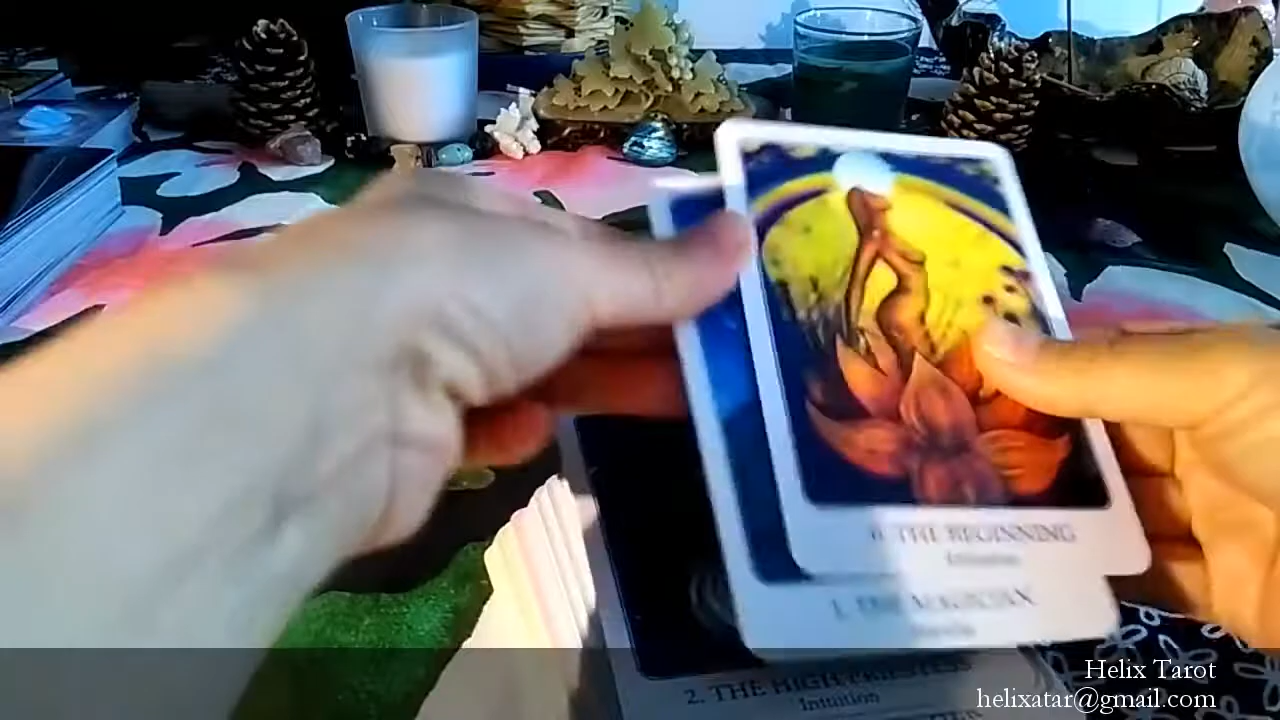 0. THE BEGINNING
1. THE MAGICIAN
2. THE HIGH PRIESTESS
Intuition
Helix Tarot
helixatar@gmail.com